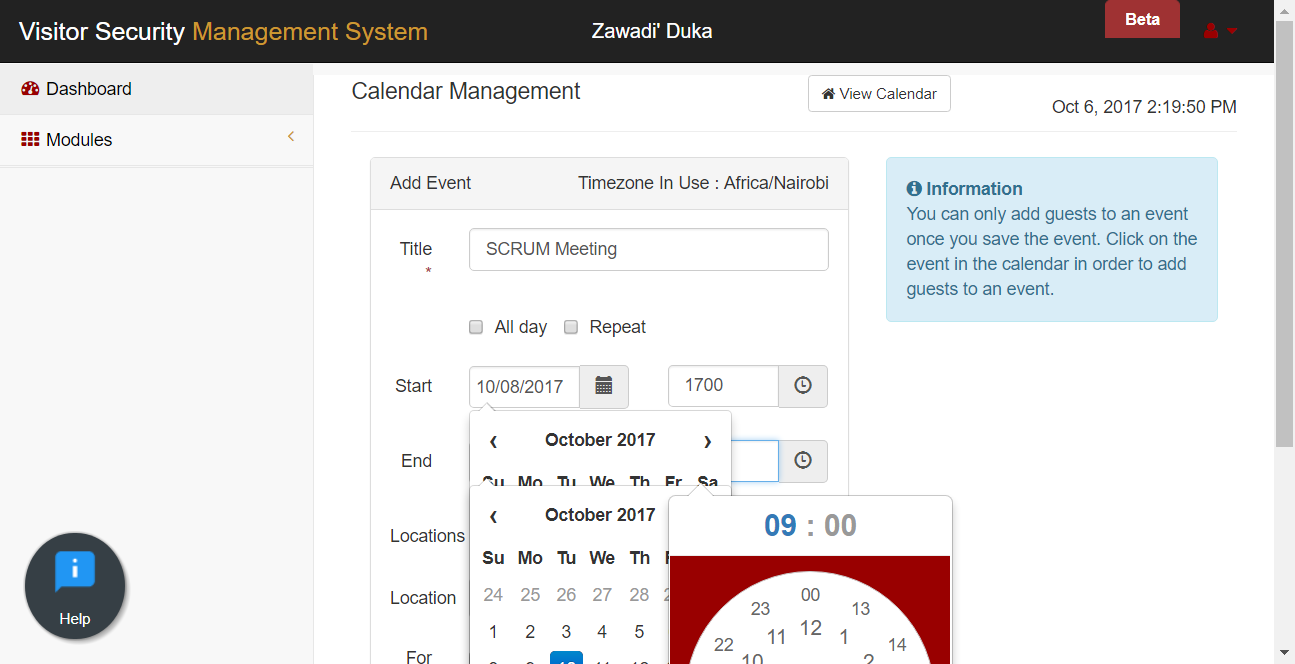 Visitor Security Management System
Zawadi' Duka
Beta
Dashboard
Modules
Calendar Management
View Calendar
Oct 6, 2017 2:19:50 PM
Add Event
Timezone In Use : Africa/Nairobi
Information
You can only add guests to an event
once you save the event. Click on the
event in the calendar in order to add
guests to an event.
Title
*
SCRUM Meeting
All day
Repeat
Start
10/08/2017
1700
‹ October 2017 ›
End
Su Mo Tu We Th Fr Sa
‹ October 2017
09 : 00
Locations
Su Mo Tu We Th
24 25 26 27 28
Location
1 2 3 4 5
For
00
23 13
12
11 1
22 14
10 2
Help